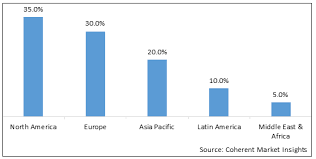 35.0%
30.0%
20.0%
10.0%
5.0%
North America
Europe
Asia Pacific
Latin America
Middle East &
Africa
Source: Coherent Market Insights